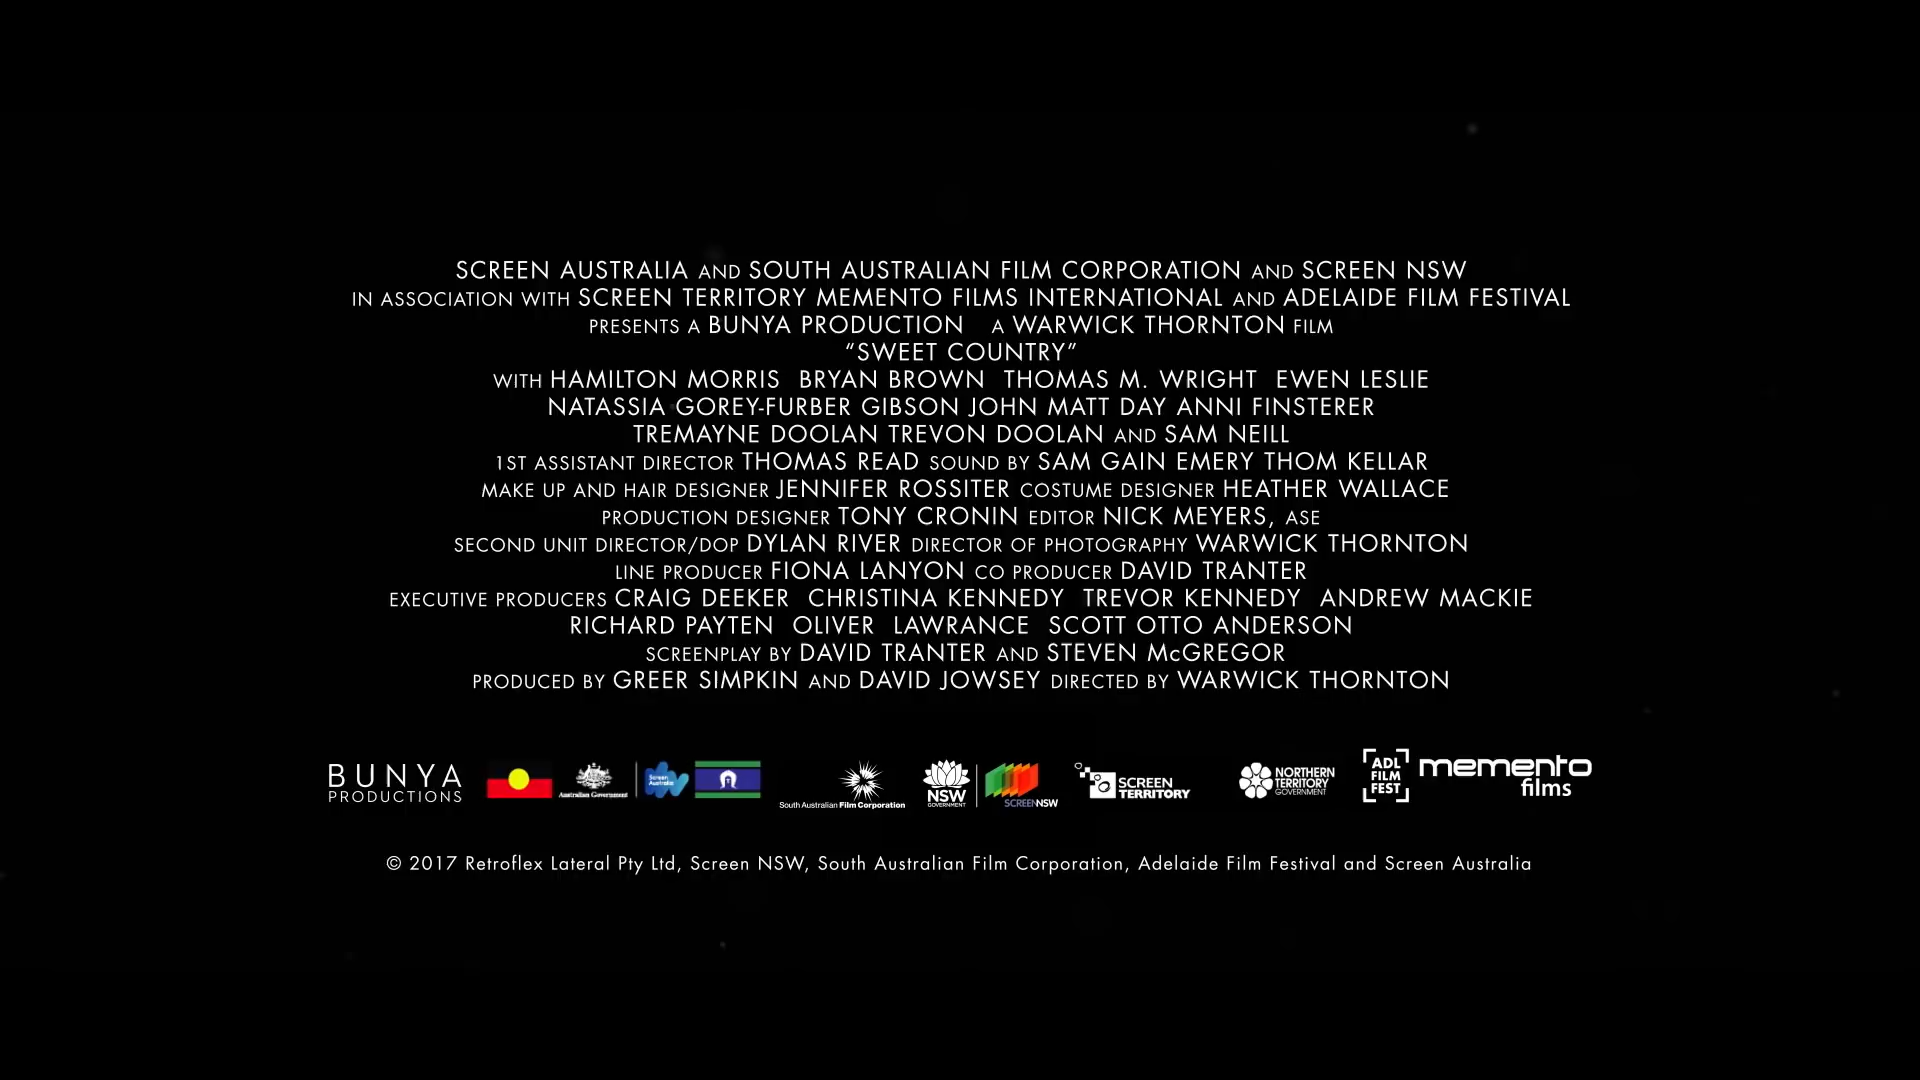 SCREEN AUSTRALIA AND SOUTH AUSTRALIAN FILM CORPORATION AND SCREEN NSW
IN ASSOCIATION WITH SCREEN TERRITORY MEMENTO FILMS INTERNATIONAL AND ADELAIDE FILM FESTIVAL
PRESENTS A BUNYA PRODUCTION A WARWICK THORNTON FILM
“SWEET COUNTRY”
WITH HAMILTON MORRIS BRYAN BROWN THOMAS M. WRIGHT EWEN LESLIE
NATASSIA GOREY-FURBER GIBSON JOHN MATT DAY ANNI FINSTERER
TREMAYNE DOOLAN TREVON DOOLAN AND SAM NEILL
1ST ASSISTANT DIRECTOR THOMAS READ SOUND BY SAM GAIN EMERY THOM KELLAR
MAKE UP AND HAIR DESIGNER JENNIFER ROSSITER COSTUME DESIGNER HEATHER WALLACE
PRODUCTION DESIGNER TONY CRONIN EDITOR NICK MEYERS, ASE
SECOND UNIT DIRECTOR/DOP DYLAN RIVER DIRECTOR OF PHOTOGRAPHY WARWICK THORNTON
LINE PRODUCER FIONA LANYON CO PRODUCER DAVID TRANTER
EXECUTIVE PRODUCERS CRAIG DEEKER CHRISTINA KENNEDY TREVOR KENNEDY ANDREW MACKIE
RICHARD PAYTEN OLIVER LAWRANCE SCOTT OTTO ANDERSON
SCREENPLAY BY DAVID TRANTER AND STEVEN McGREGOR
PRODUCED BY GREER SIMPKIN AND DAVID JOWSEY DIRECTED BY WARWICK THORNTON
BUNYA
PRODUCTIONS
Australian Government
Screen
Australia
South Australian Film Corporation
NSW
GOVERNMENT
SCREENNSW
SCREEN
TERRITORY
NORTHERN
TERRITORY
GOVERNMENT
ADL
FILM
FEST
memento
films
© 2017 Retroflex Lateral Pty Ltd, Screen NSW, South Australian Film Corporation, Adelaide Film Festival and Screen Australia